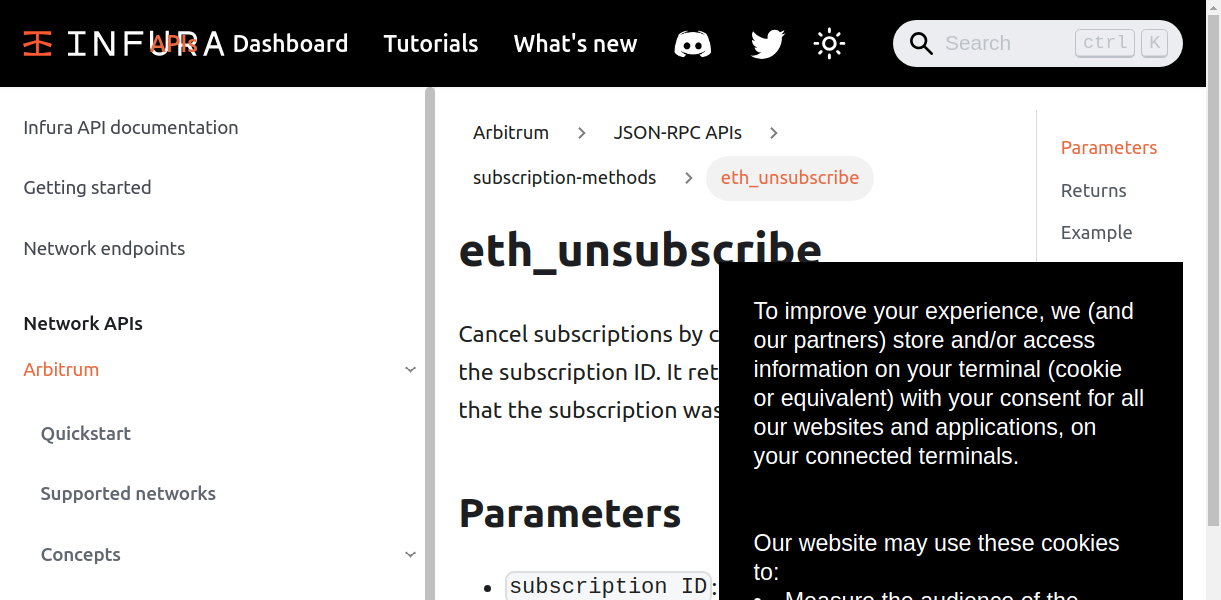 INFURA APIs Dashboard Tutorials What's new Search ctrl K
Infura API documentation
Getting started
Network endpoints
Network APIs
Arbitrum
Quickstart
Supported networks
Concepts
Arbitrum JSON-RPC APIs
subscription-methods eth_unsubscribe
eth_unsubscribe
Cancel subscriptions by c
the subscription ID. It ret
that the subscription was
Parameters
subscription ID:
Parameters
Returns
Example
To improve your experience, we (and
our partners) store and/or access
information on your terminal (cookie
or equivalent) with your consent for all
our websites and applications, on
your connected terminals.
Our website may use these cookies
to:
Measure the audience of the